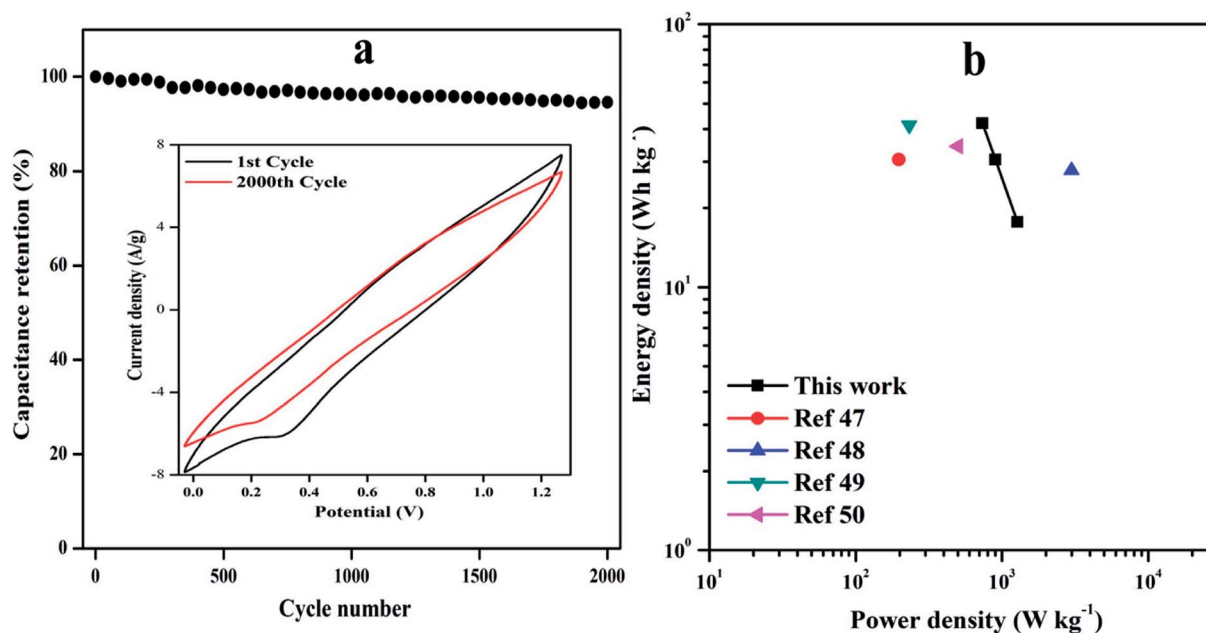 a
Capacitance retention (%)
100
80
60
40
20
0
0 500 1000 1500 2000
Cycle number
1st Cycle
2000th Cycle
Current density (A/g)
8
4
0
-4
-8
0.0 0.2 0.4 0.6 0.8 1.0 1.2
Potential (V)
b
Energy density (Wh kg⁻¹)
10²
10¹
10⁰
10¹ 10² 10³ 10⁴
Power density (W kg⁻¹)
This work
Ref 47
Ref 48
Ref 49
Ref 50